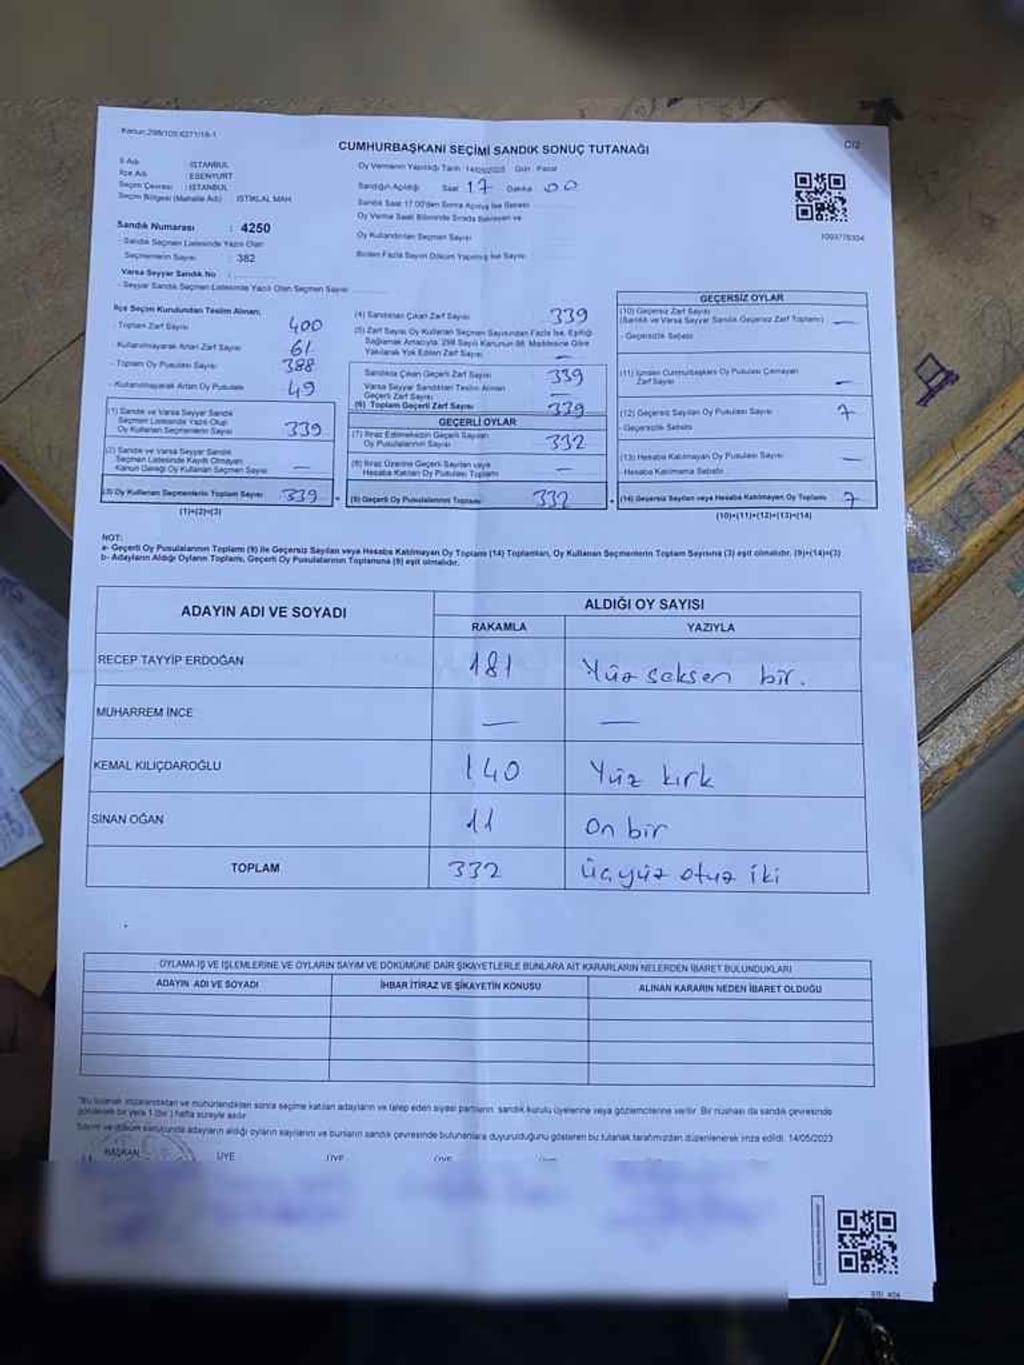 Kanun:298/105,6271/18-1
CUMHURBAŞKANI SEÇİMİ SANDIK SONUÇ TUTANAĞI
C/2
İl Adı : İSTANBUL
İlçe Adı : ESENYURT
Seçim Çevresi : İSTANBUL
Seçim Bölgesi (Mahalle Adı) : İSTİKLAL MAH.
Sandık Numarası : 4250
- Sandık Seçmen Listesinde Yazılı Olan
Seçmenlerin Sayısı : 382
Varsa Seyyar Sandık No :
- Seyyar Sandık Seçmen Listesinde Yazılı Olan Seçmen Sayısı
Oy Vermenin Yapıldığı Tarih : 14/05/2023 Gün : Pazar
Sandığın Açıldığı Saat 17 Dakika 00
Sandık Saat 17.00'den Sonra Açılmış İse Sebebi
Oy Verme Saati Bitiminde Sırada Bekleyen ve
Oy Kullandırılan Seçmen Sayısı
Birden Fazla Sayım Döküm Yapılmış İse Sayısı
İlçe Seçim Kurulundan Teslim Alınan;
Toplam Zarf Sayısı 400
- Kullanılmayarak Artan Zarf Sayısı 61
- Toplam Oy Pusulası Sayısı 388
- Kullanılmayarak Artan Oy Pusulası 49
(1) Sandık ve Varsa Seyyar Sandık
Seçmen Listesinde Yazılı Olup
Oy Kullanan Seçmenlerin Sayısı 339
(2) Sandık ve Varsa Seyyar Sandık
Seçmen Listesinde Kayıtlı Olmayan
Kanun Gereği Oy Kullanan Seçmen Sayısı —
(3) Oy Kullanan Seçmenlerin Toplam Sayısı 339
(1)+(2)=(3)
(4) Sandıktan Çıkan Zarf Sayısı 339
(5) Zarf Sayısı Oy Kullanan Seçmen Sayısından Fazla İse, Eşitliği
Sağlamak Amacıyla, 298 Sayılı Kanunun 98. Maddesine Göre
Yakılarak Yok Edilen Zarf Sayısı —
Sandıkta Çıkan Geçerli Zarf Sayısı 339
Varsa Seyyar Sandıktan Teslim Alınan
Geçerli Zarf Sayısı —
(6) Toplam Geçerli Zarf Sayısı 339
GEÇERLİ OYLAR
(7) İtiraz Edilmeksizin Geçerli Sayılan
Oy Pusulalarının Sayısı 332
(8) İtiraz Üzerine Geçerli Sayılan veya
Hesaba Katılan Oy Pusulası Toplamı —
(9) Geçerli Oy Pusulalarının Toplamı 332
GEÇERSİZ OYLAR
(10) Geçersiz Zarf Sayısı
(Sandık ve Varsa Seyyar Sandık Geçersiz Zarf Toplamı) —
- Geçersizlik Sebebi
(11) İçinden Cumhurbaşkanı Oy Pusulası Çıkmayan
Zarf Sayısı —
(12) Geçersiz Sayılan Oy Pusulası Sayısı 7
- Geçersizlik Sebebi
(13) Hesaba Katılmayan Oy Pusulası Sayısı —
Hesaba Katılmama Sebebi
(14) Geçersiz Sayılan veya Hesaba Katılmayan Oy Toplamı 7
(10)+(11)+(12)+(13)=(14)
NOT:
a- Geçerli Oy Pusulalarının Toplamı (9) ile Geçersiz Sayılan veya Hesaba Katılmayan Oy Toplamı (14) Toplamları, Oy Kullanan Seçmenlerin Toplam Sayısına (3) eşit olmalıdır. (9)+(14)=(3)
b- Adayların Aldığı Oyların Toplamı, Geçerli Oy Pusulalarının Toplamına (9) eşit olmalıdır.
ADAYIN ADI VE SOYADI
ALDIĞI OY SAYISI
RAKAMLA YAZIYLA
RECEP TAYYİP ERDOĞAN 181 Yüz seksen bir.
MUHARREM İNCE — —
KEMAL KILIÇDAROĞLU 140 Yüz kırk
SİNAN OĞAN 11 On bir
TOPLAM 332 üçyüz otuz iki
OYLAMA İŞ VE İŞLEMLERİNE VE OYLARIN SAYIM VE DÖKÜMÜNE DAİR ŞİKAYETLERLE BUNLARA AİT KARARLARIN NELERDEN İBARET BULUNDUKLARI
ADAYIN ADI VE SOYADI İHBAR İTİRAZ VE ŞİKAYETİN KONUSU ALINAN KARARIN NEDEN İBARET OLDUĞU
*Bu tutanak imzalandıktan ve mühürlendikten sonra seçime katılan adayların ve talep eden siyasi partilerin, sandık kurulu üyelerine veya gözlemcilerine verilir. Bir nüshası da sandık çevresinde
görülecek bir yere 1 (bir) hafta süreyle asılır.
Sayım ve döküm sonucunda adayların aldığı oyların sayılarını ve bunların sandık çevresinde bulunanlara duyurulduğunu gösteren bu tutanak tarafımızdan düzenlenerek imza edildi. 14/05/2023
BAŞKAN ÜYE ÜYE ÜYE